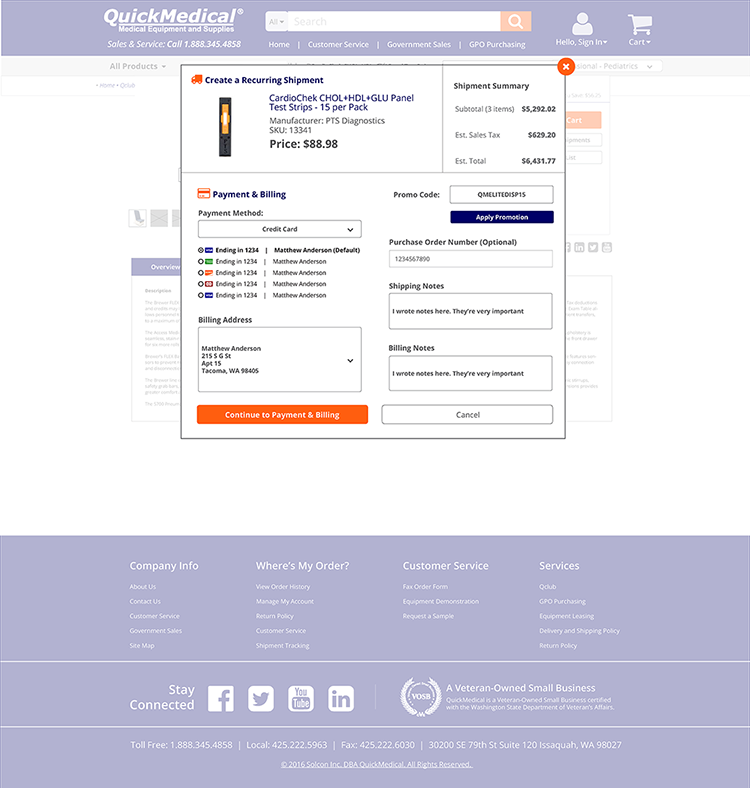 QuickMedical®
Medical Equipment and Supplies
Sales & Service: Call 1.888.345.4858
All
Search
Home | Customer Service | Government Sales | GPO Purchasing
Hello, Sign In
Cart
All Products
Professional - Pediatrics
Home • Qclub
Cart
Overview
Description
Create a Recurring Shipment
CardioChek CHOL+HDL+GLU Panel
Test Strips - 15 per Pack
Manufacturer: PTS Diagnostics
SKU: 13341
Price: $88.98
Shipment Summary
Subtotal (3 items) $5,292.02
Est. Sales Tax $629.20
Est. Total $6,431.77
Payment & Billing
Payment Method:
Credit Card
Ending in 1234 | Matthew Anderson (Default)
Ending in 1234 | Matthew Anderson
Ending in 1234 | Matthew Anderson
Ending in 1234 | Matthew Anderson
Ending in 1234 | Matthew Anderson
Billing Address
Matthew Anderson
215 S G St
Apt 15
Tacoma, WA 98405
Promo Code: QMELITEDISP15
Apply Promotion
Purchase Order Number (Optional)
1234567890
Shipping Notes
I wrote notes here. They're very important
Billing Notes
I wrote notes here. They're very important
Continue to Payment & Billing
Cancel
Company Info
About Us
Contact Us
Customer Service
Government Sales
Site Map
Where's My Order?
View Order History
Manage My Account
Return Policy
Customer Service
Shipment Tracking
Customer Service
Fax Order Form
Equipment Demonstration
Request a Sample
Services
Qclub
GPO Purchasing
Equipment Leasing
Delivery and Shipping Policy
Return Policy
Stay
Connected
You
Tube
VOSB
A Veteran-Owned Small Business
QuickMedical is a Veteran-Owned Small Business certified
with the Washington State Department of Veteran's Affairs.
Toll Free: 1.888.345.4858 | Local: 425.222.5963 | Fax: 425.222.6030 | 30200 SE 79th St Suite 120 Issaquah, WA 98027
© 2016 Solcon Inc. DBA QuickMedical. All Rights Reserved.